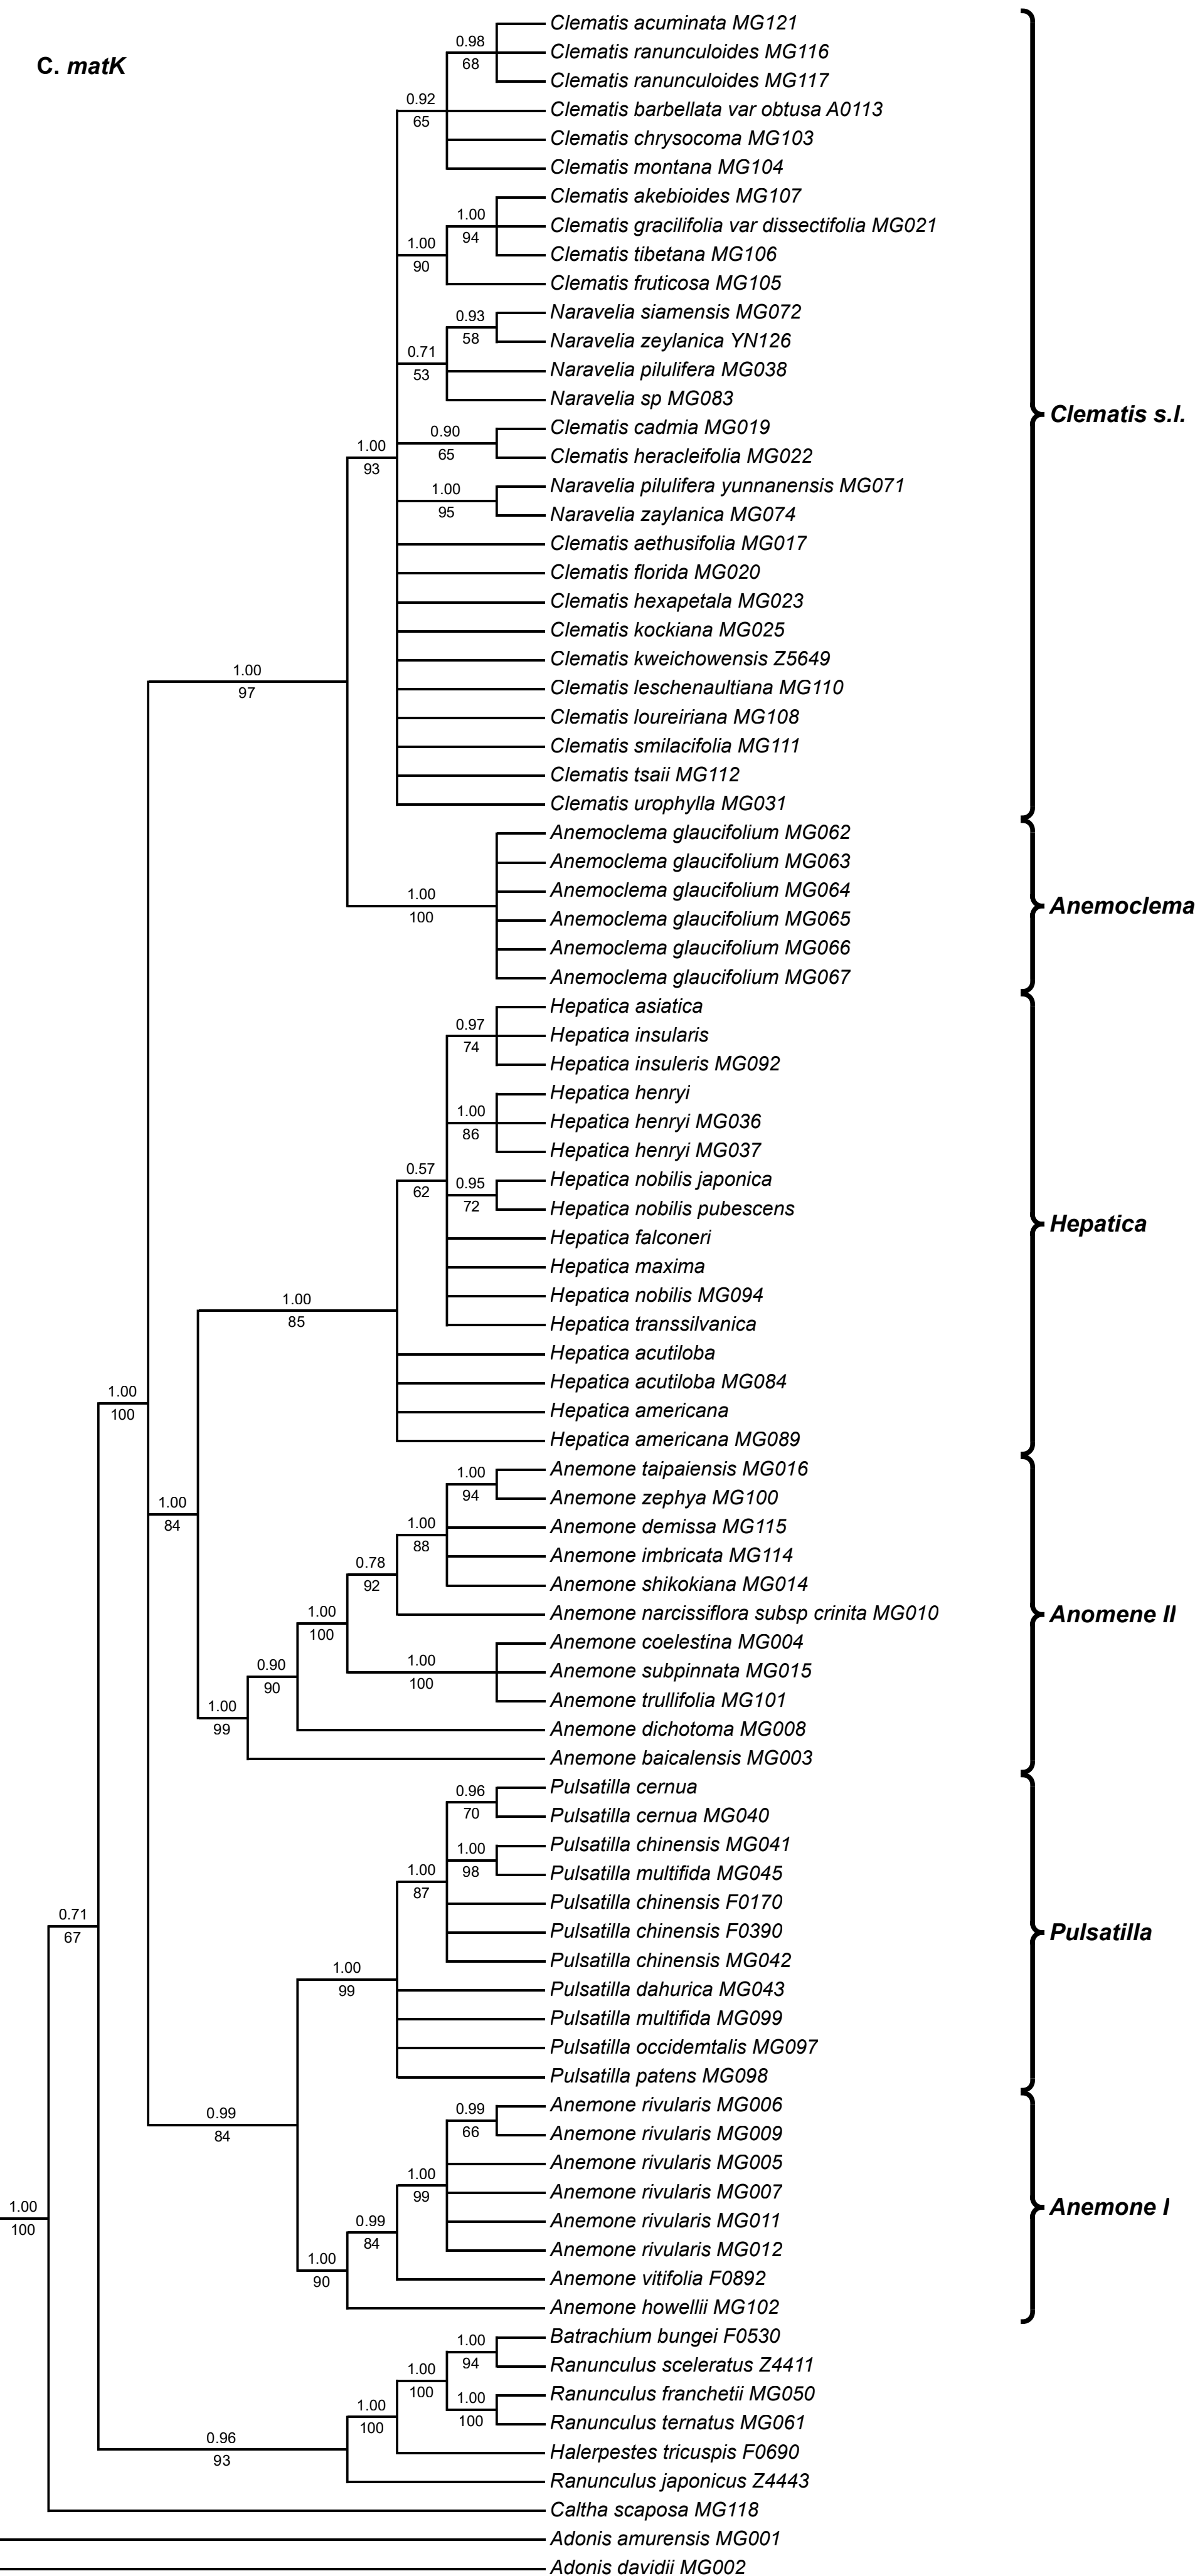 C. matK
Clematis acuminata MG121
0.98
68
Clematis ranunculoides MG116
Clematis ranunculoides MG117
0.92
65
Clematis barbellata var obtusa A0113
Clematis chrysocoma MG103
Clematis montana MG104
Clematis akebioides MG107
1.00
94
Clematis gracilifolia var dissectifolia MG021
1.00
90
Clematis tibetana MG106
Clematis fruticosa MG105
Naravelia siamensis MG072
0.93
58
Naravelia zeylanica YN126
0.71
53
Naravelia pilulifera MG038
Naravelia sp MG083
Clematis s.l.
Clematis cadmia MG019
0.90
65
Clematis heracleifolia MG022
1.00
93
Naravelia pilulifera yunnanensis MG071
1.00
95
Naravelia zaylanica MG074
Clematis aethusifolia MG017
Clematis florida MG020
Clematis hexapetala MG023
Clematis kockiana MG025
Clematis kweichowensis Z5649
1.00
97
Clematis leschenaultiana MG110
Clematis loureiriana MG108
Clematis smilacifolia MG111
Clematis tsaii MG112
Clematis urophylla MG031
Anemoclema glaucifolium MG062
Anemoclema glaucifolium MG063
Anemoclema glaucifolium MG064
1.00
100
Anemoclema
Anemoclema glaucifolium MG065
Anemoclema glaucifolium MG066
Anemoclema glaucifolium MG067
Hepatica asiatica
0.97
74
Hepatica insularis
Hepatica insuleris MG092
Hepatica henryi
1.00
86
Hepatica henryi MG036
Hepatica henryi MG037
0.57
62
Hepatica nobilis japonica
0.95
72
Hepatica nobilis pubescens
Hepatica
Hepatica falconeri
Hepatica maxima
Hepatica nobilis MG094
1.00
85
Hepatica transsilvanica
Hepatica acutiloba
Hepatica acutiloba MG084
1.00
100
Hepatica americana
Hepatica americana MG089
Anemone taipaiensis MG016
1.00
94
Anemone zephya MG100
1.00
84
Anemone demissa MG115
1.00
88
Anemone imbricata MG114
0.78
92
Anemone shikokiana MG014
Anemone narcissiflora subsp crinita MG010
Anomene II
1.00
100
Anemone coelestina MG004
1.00
100
Anemone subpinnata MG015
0.90
90
Anemone trullifolia MG101
1.00
99
Anemone dichotoma MG008
Anemone baicalensis MG003
Pulsatilla cernua
0.96
70
Pulsatilla cernua MG040
Pulsatilla chinensis MG041
1.00
98
Pulsatilla multifida MG045
1.00
87
Pulsatilla chinensis F0170
0.71
67
Pulsatilla chinensis F0390
Pulsatilla
Pulsatilla chinensis MG042
1.00
99
Pulsatilla dahurica MG043
Pulsatilla multifida MG099
Pulsatilla occidemtalis MG097
Pulsatilla patens MG098
Anemone rivularis MG006
0.99
66
0.99
84
Anemone rivularis MG009
Anemone rivularis MG005
1.00
99
Anemone rivularis MG007
Anemone I
1.00
100
Anemone rivularis MG011
0.99
84
Anemone rivularis MG012
1.00
90
Anemone vitifolia F0892
Anemone howellii MG102
Batrachium bungei F0530
1.00
94
Ranunculus sceleratus Z4411
1.00
100
Ranunculus franchetii MG050
1.00
100
1.00
100
Ranunculus ternatus MG061
0.96
93
Halerpestes tricuspis F0690
Ranunculus japonicus Z4443
Caltha scaposa MG118
Adonis amurensis MG001
Adonis davidii MG002